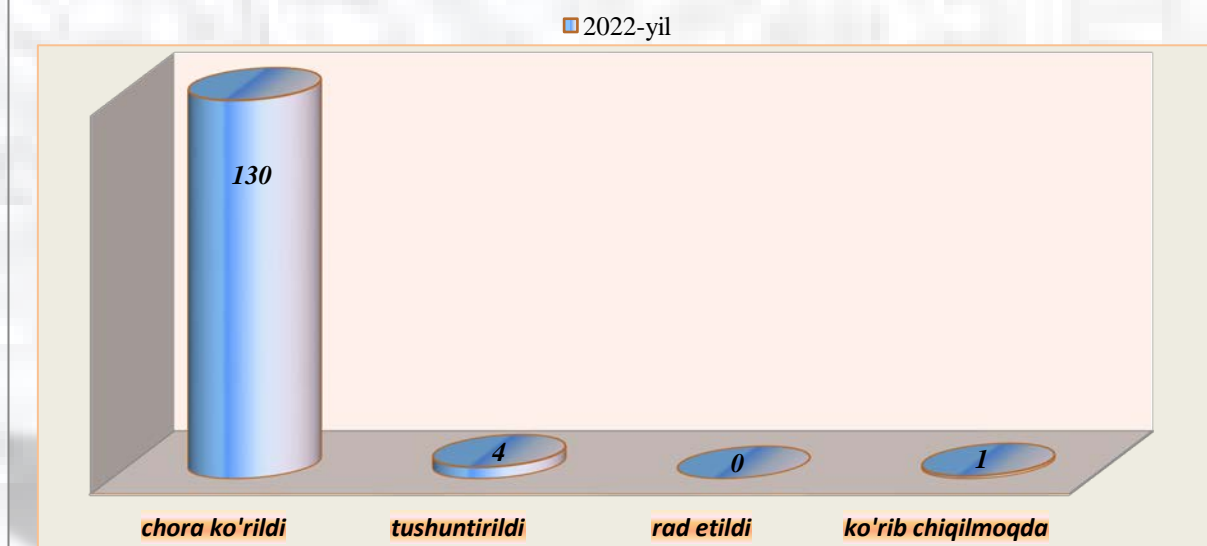 2022-yil
130
4
0
1
chora ko'rildi
tushuntirildi
rad etildi
ko'rib chiqilmoqda